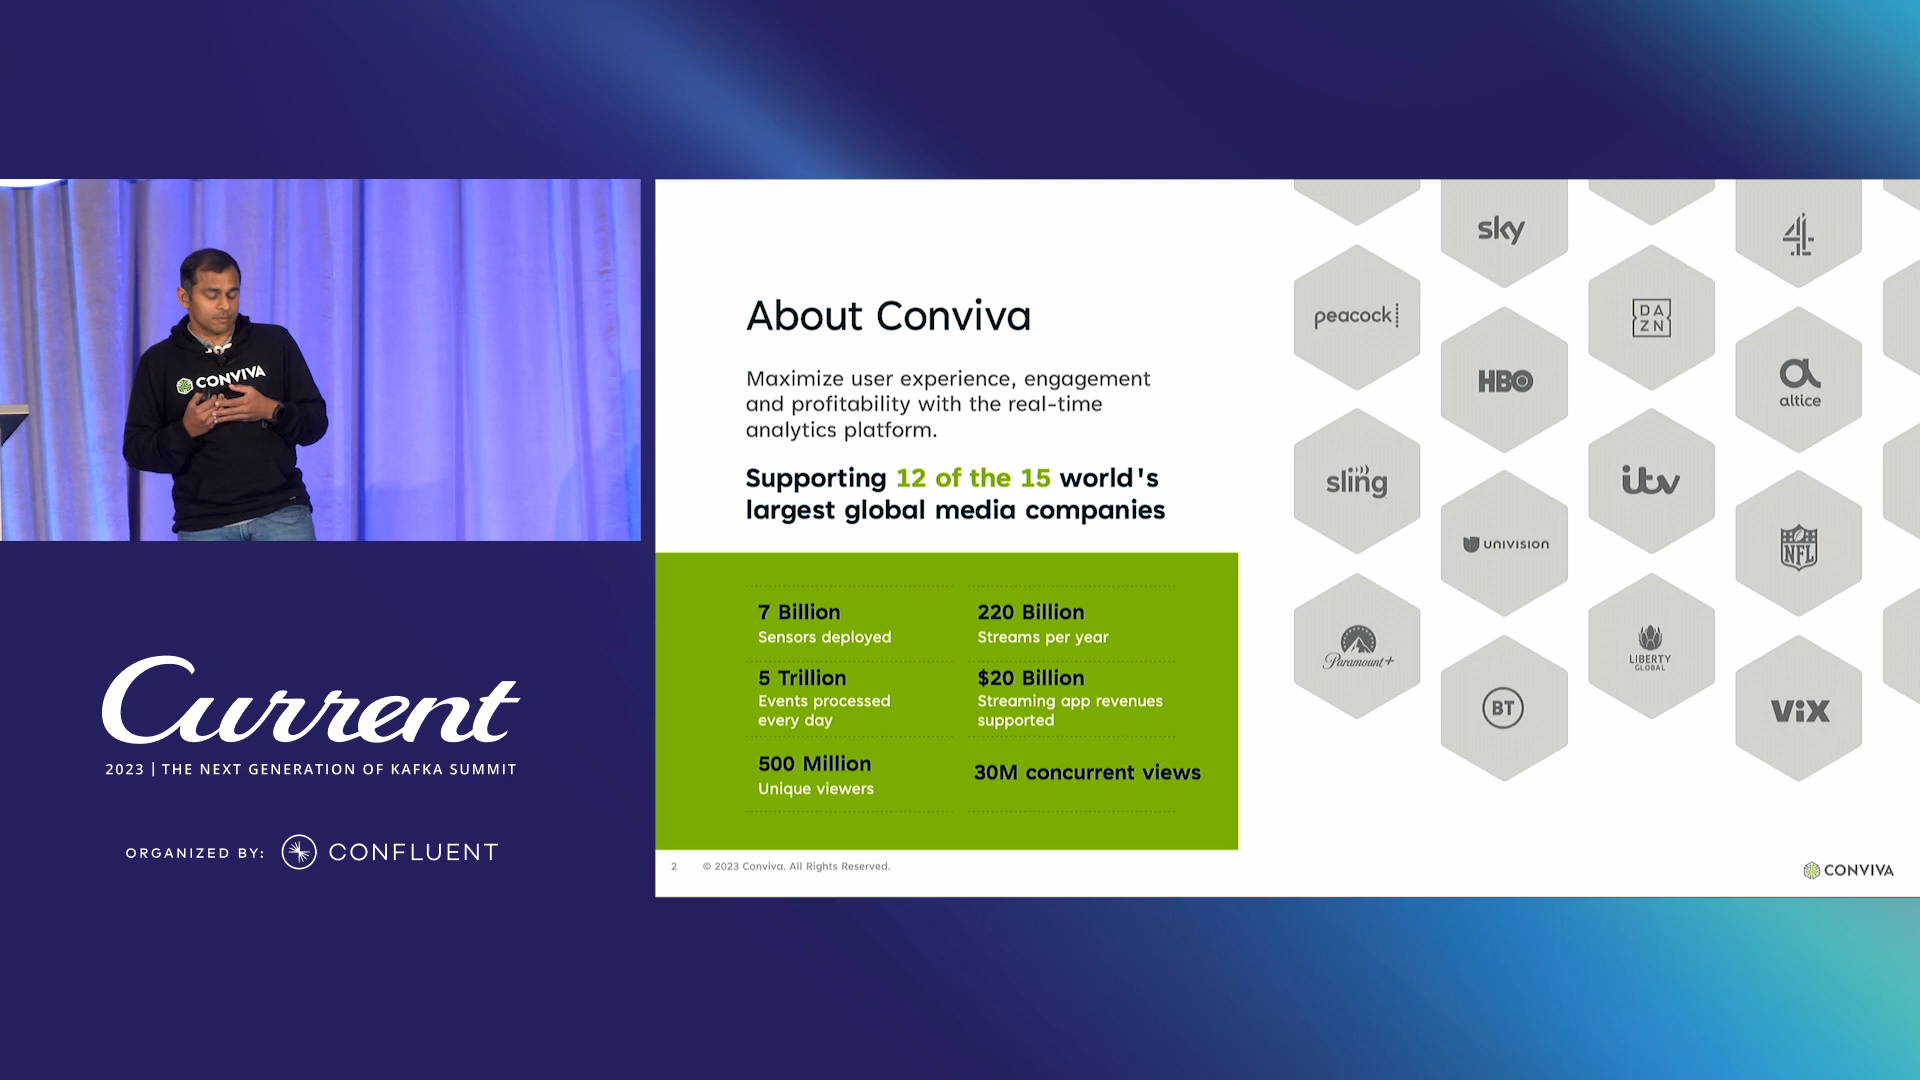 CONVIVA
Current
2023 | THE NEXT GENERATION OF KAFKA SUMMIT
ORGANIZED BY: CONFLUENT
About Conviva
Maximize user experience, engagement
and profitability with the real-time
analytics platform.
Supporting 12 of the 15 world's
largest global media companies
7 Billion
Sensors deployed
220 Billion
Streams per year
5 Trillion
Events processed
every day
$20 Billion
Streaming app revenues
supported
500 Million
Unique viewers
30M concurrent views
2 © 2023 Conviva. All Rights Reserved.
sky
4
peacock
DA
ZN
HBO
altice
sling
itv
UNIVISION
NFL
Paramount+
LIBERTY
GLOBAL
BT
ViX
CONVIVA